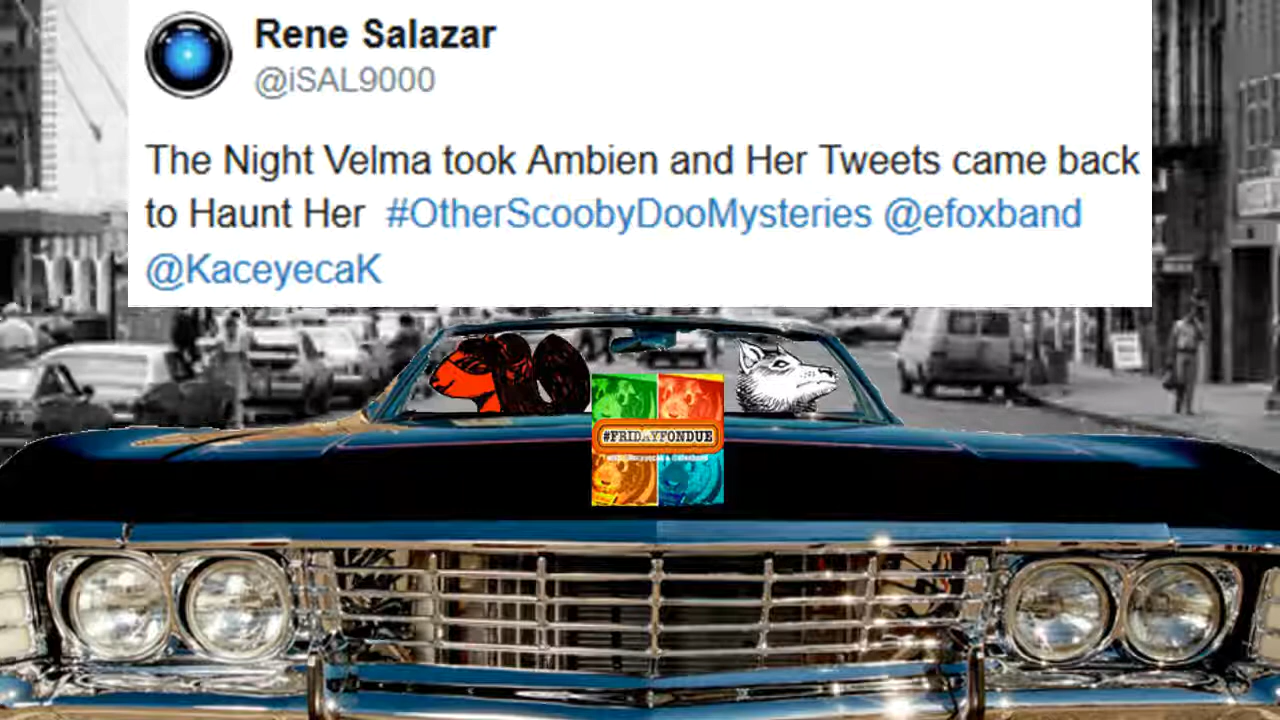 Rene Salazar
@iSAL9000
The Night Velma took Ambien and Her Tweets came back
to Haunt Her #OtherScoobyDooMysteries @efoxband
@KaceyecaK
#FRIDAYFONDUE